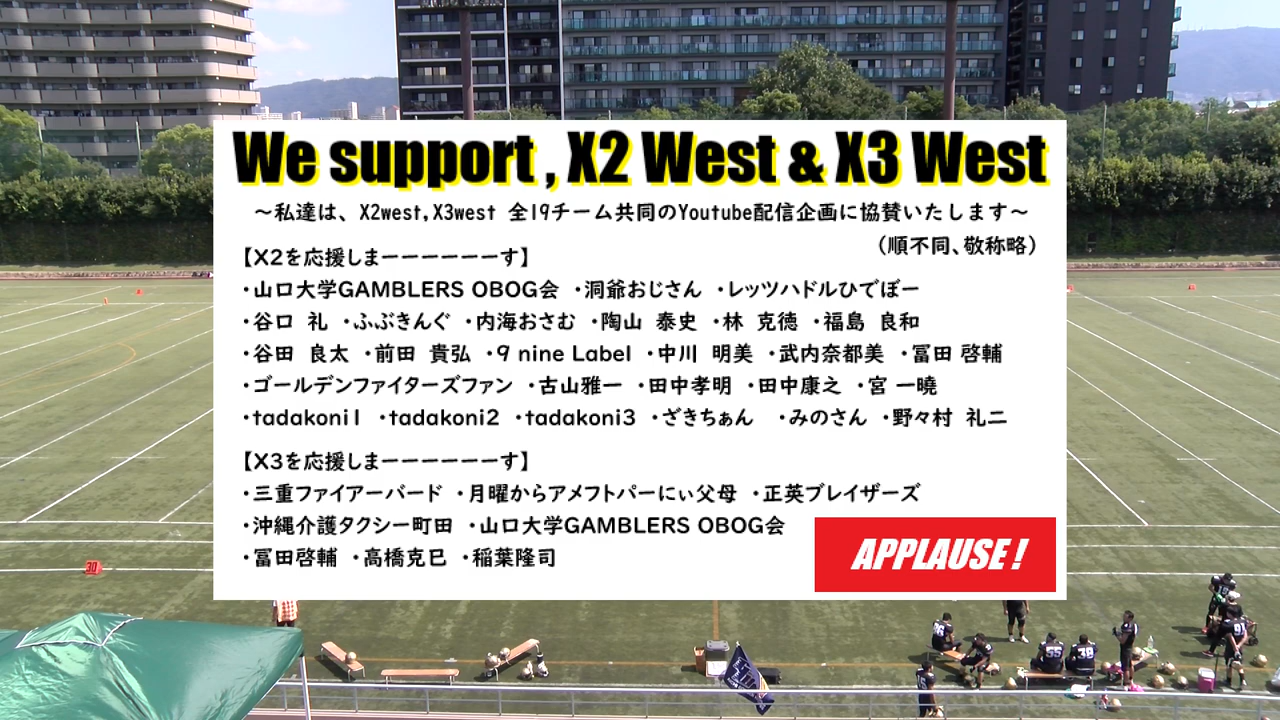 We support , X2 West & X3 West
～私達は、X2west,X3west 全19チーム共同のYoutube配信企画に協賛いたします～
（順不同、敬称略）
【X2を応援しまーーーーーーす】
・山口大学GAMBLERS OBOG会 ・洞爺おじさん ・レッツハドルひでぼー
・谷口 礼 ・ふぶきんぐ ・内海おさむ ・陶山 泰史 ・林 克徳 ・福島 良和
・谷田 良太 ・前田 貴弘 ・9 nine Label ・中川 明美 ・武内奈都美 ・冨田 啓輔
・ゴールデンファイターズファン ・古山雅一 ・田中孝明 ・田中康之 ・宮 一曉
・tadakoni1 ・tadakoni2 ・tadakoni3 ・ざきちぁん ・みのさん ・野々村 礼二
【X3を応援しまーーーーーーす】
・三重ファイアーバード ・月曜からアメフトバーにぃ父母 ・正英ブレイザーズ
・沖縄介護タクシー町田 ・山口大学GAMBLERS OBOG会
・冨田啓輔 ・高橋克巳 ・稲葉隆司
APPLAUSE !
30
55
38
91